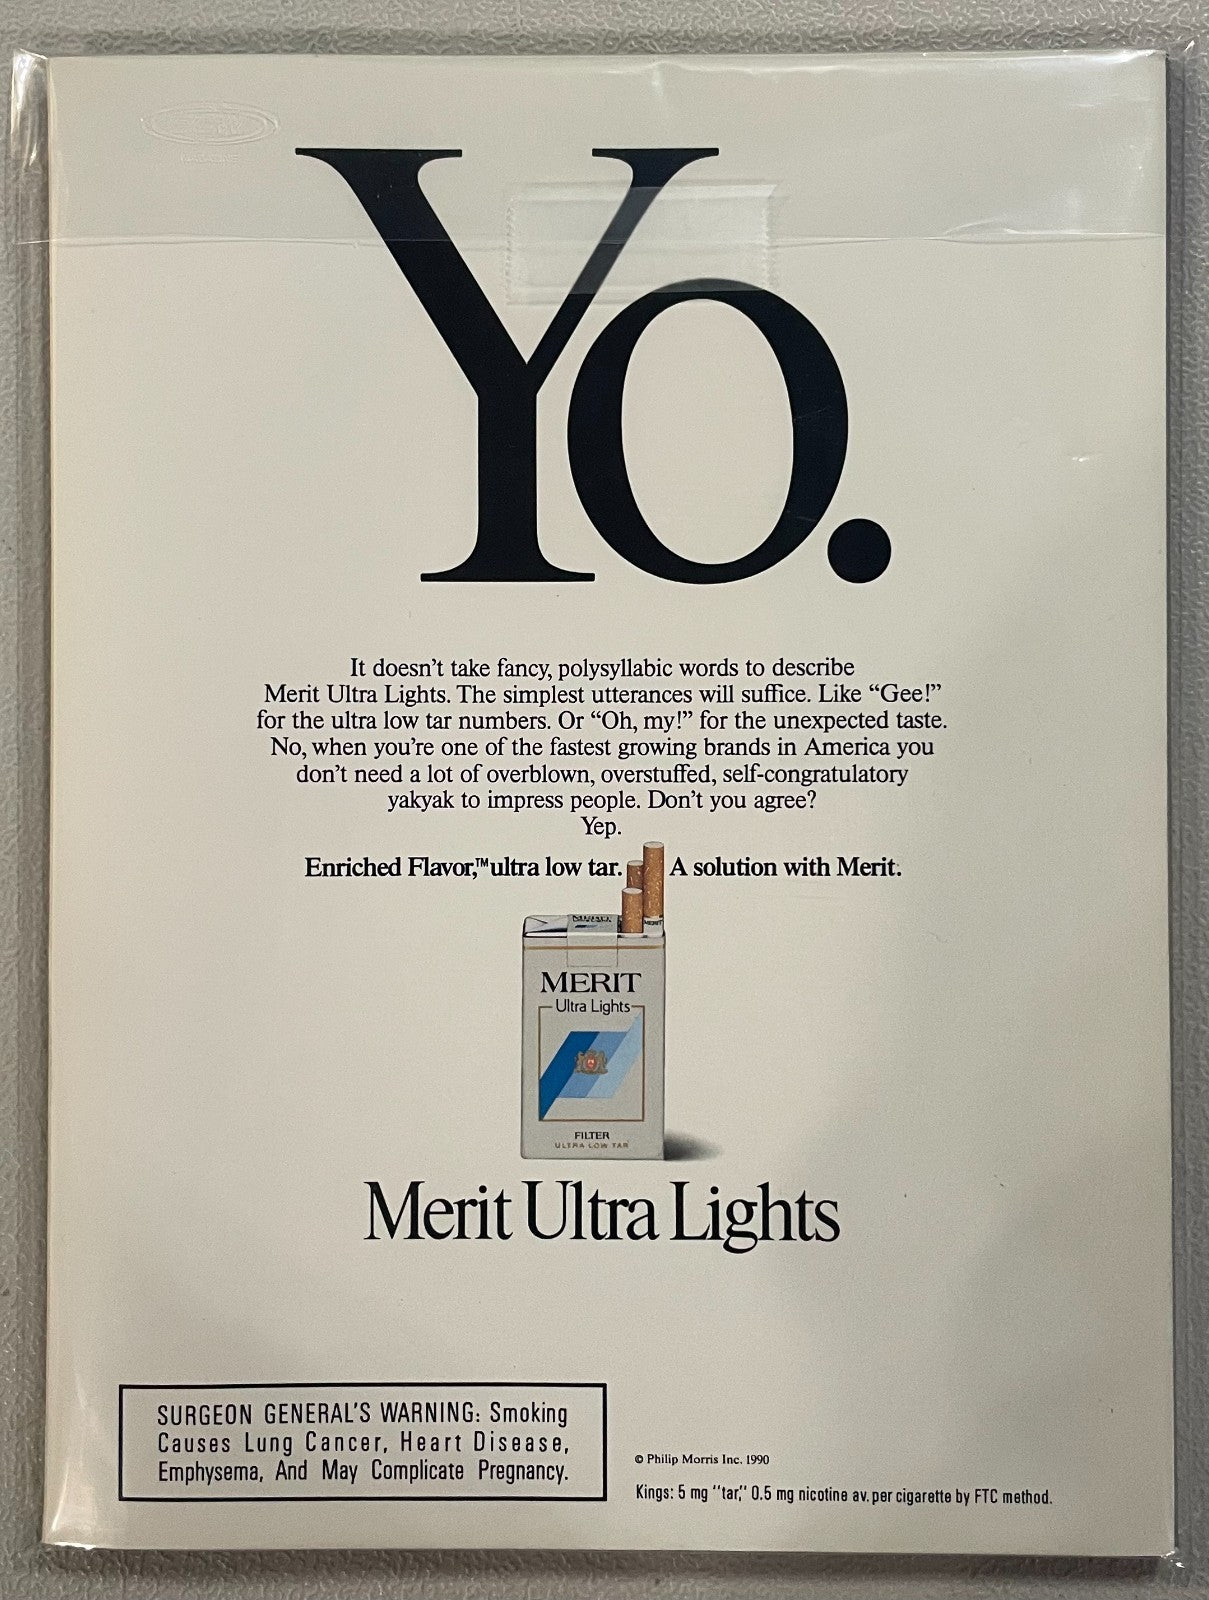 Yo.
It doesn't take fancy, polysyllabic words to describe
Merit Ultra Lights. The simplest utterances will suffice. Like “Gee!”
for the ultra low tar numbers. Or “Oh, my!” for the unexpected taste.
No, when you're one of the fastest growing brands in America you
don't need a lot of overblown, overstuffed, self-congratulatory
yakyak to impress people. Don't you agree?
Yep.
Enriched Flavor,™ ultra low tar. A solution with Merit.
MERIT
MERIT
MERIT
Ultra Lights
FILTER
ULTRA LOW TAR
Merit Ultra Lights
SURGEON GENERAL'S WARNING: Smoking
Causes Lung Cancer, Heart Disease,
Emphysema, And May Complicate Pregnancy.
© Philip Morris Inc. 1990
Kings: 5 mg "tar," 0.5 mg nicotine av. per cigarette by FTC method.